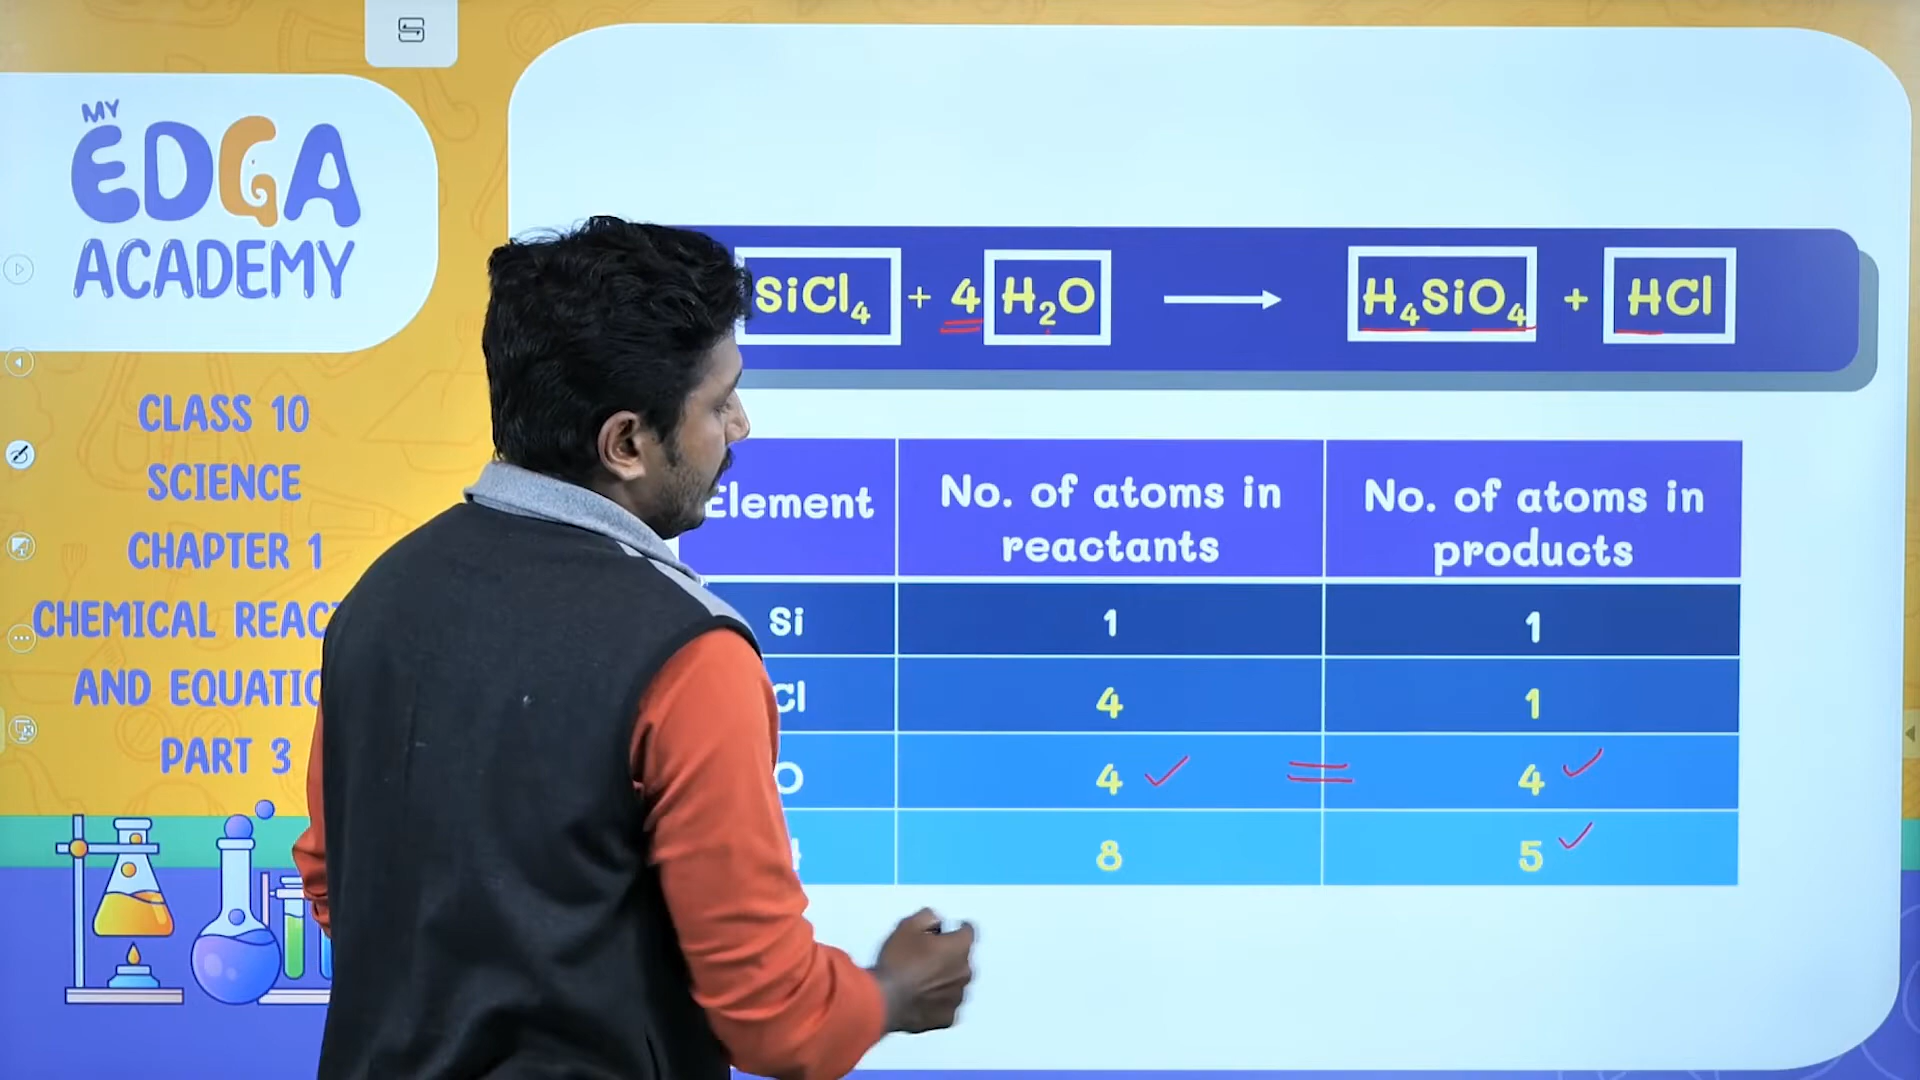 MY
EDGA
ACADEMY
CLASS 10
SCIENCE
CHAPTER 1
CHEMICAL
AND
PART 3
SiCl₄ + 4 H₂O → H₄SiO₄ + HCl
Element No. of atoms in reactants No. of atoms in products
Si 1 1
Cl 4 1
O 4 ✓ = 4 ✓
8 5 ✓